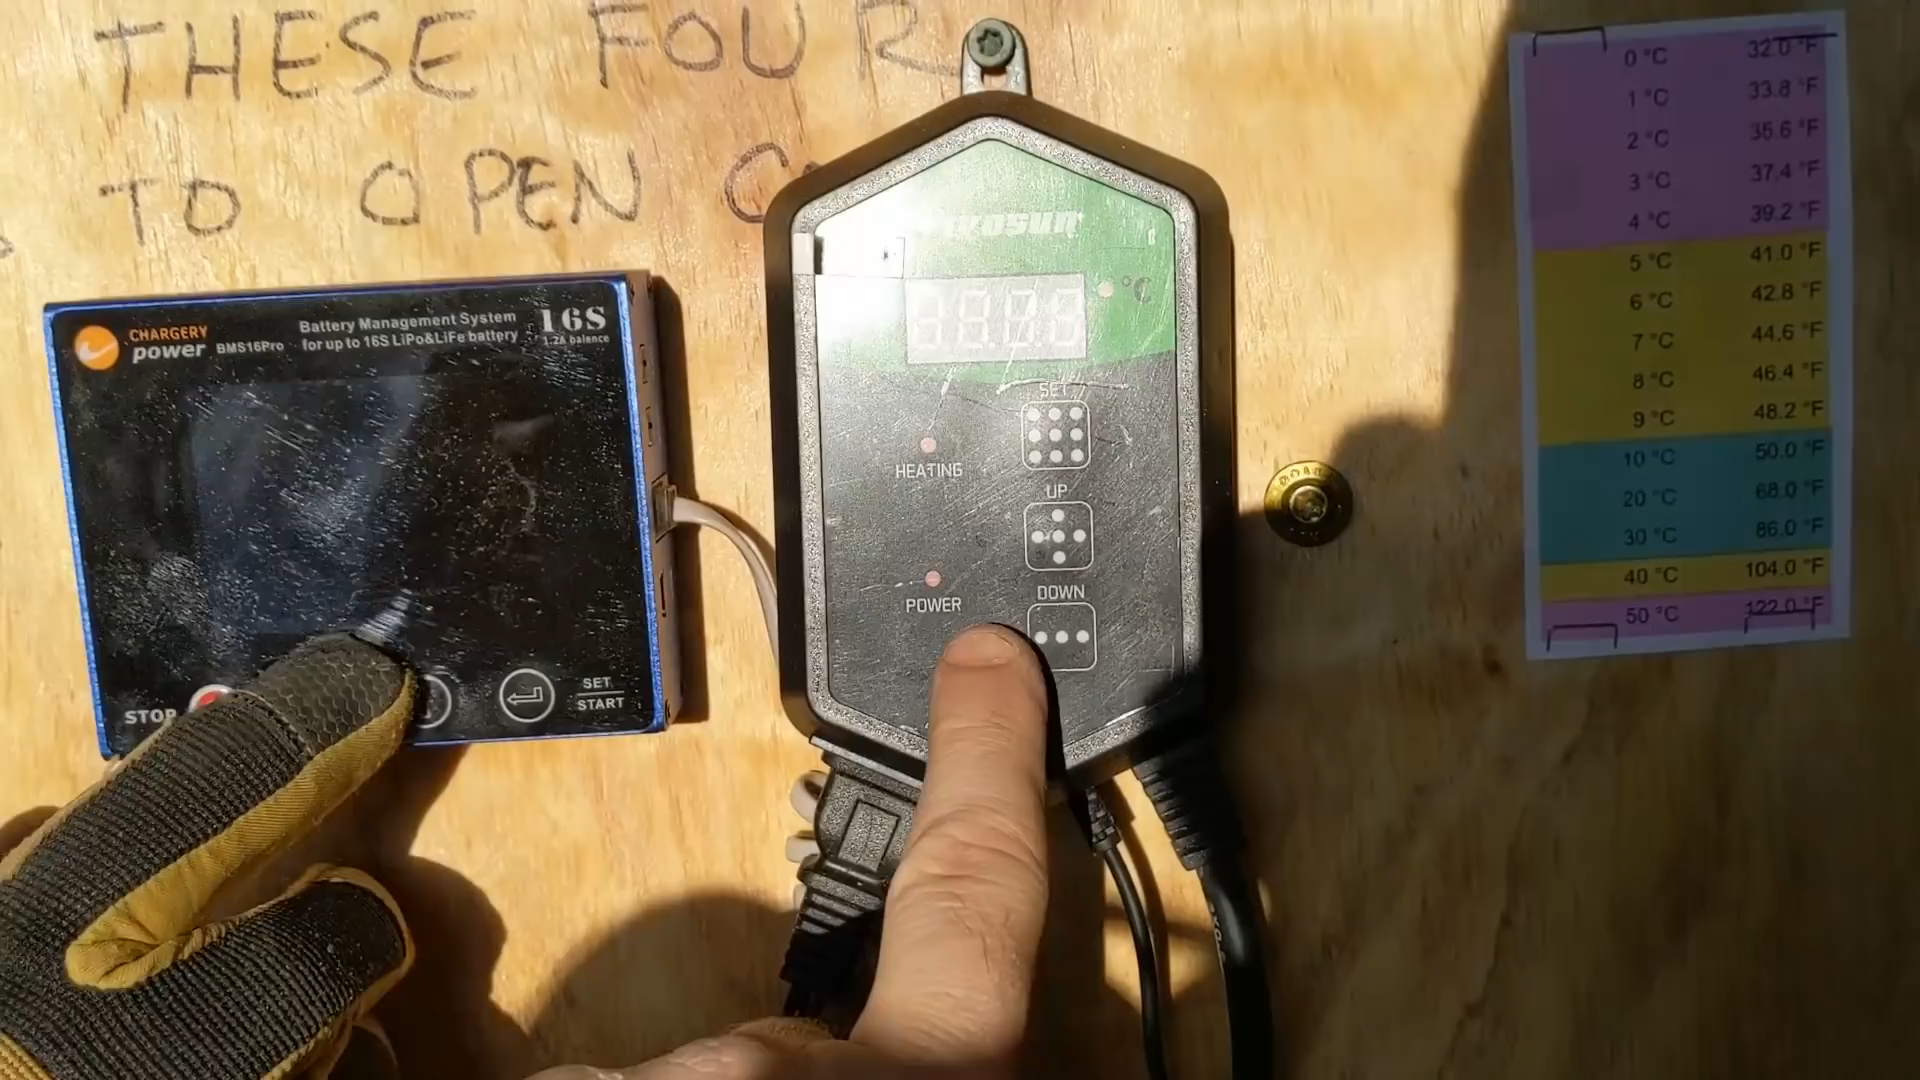 THESE FOUR
TO OPEN
CHARGERY
power
BMS16Pro
Battery Management System
for up to 16S LiPo&LiFe battery
16S
1.2A balance
STOP
SET
START
°C
SET
HEATING
UP
POWER
DOWN
0 °C 32.0 °F
1 °C 33.8 °F
2 °C 35.6 °F
3 °C 37.4 °F
4 °C 39.2 °F
5 °C 41.0 °F
6 °C 42.8 °F
7 °C 44.6 °F
8 °C 46.4 °F
9 °C 48.2 °F
10 °C 50.0 °F
20 °C 68.0 °F
30 °C 86.0 °F
40 °C 104.0 °F
50 °C 122.0 °F